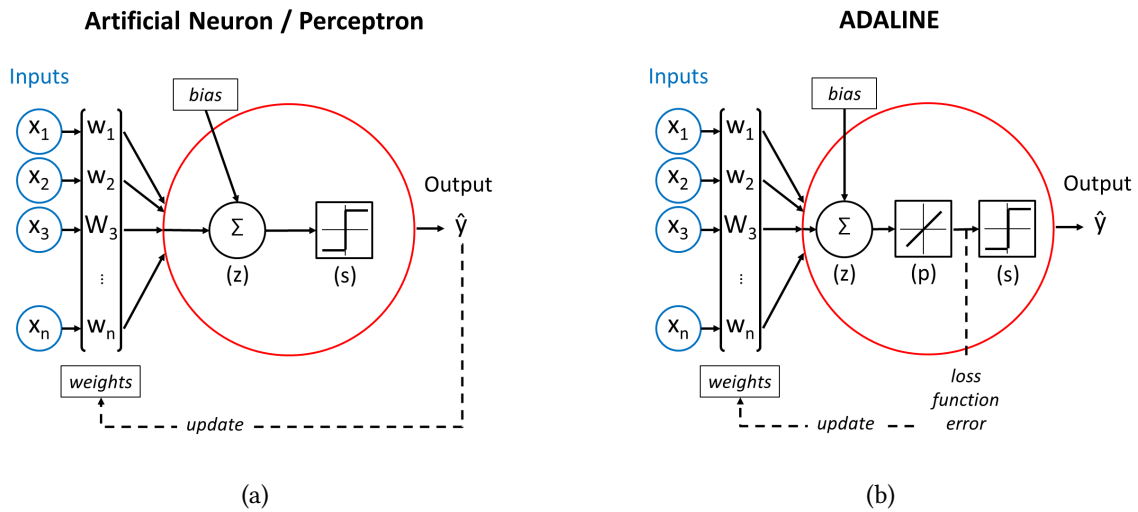 Artificial Neuron / Perceptron
Inputs
bias
x₁
w₁
x₂
w₂
x₃
W₃
Σ
...
xₙ
wₙ
(z)
(s)
Output
ŷ
weights
update
(a)
ADALINE
Inputs
bias
x₁
w₁
x₂
w₂
x₃
W₃
Σ
...
xₙ
wₙ
(z)
(p)
(s)
Output
ŷ
weights
loss
function
error
update
(b)